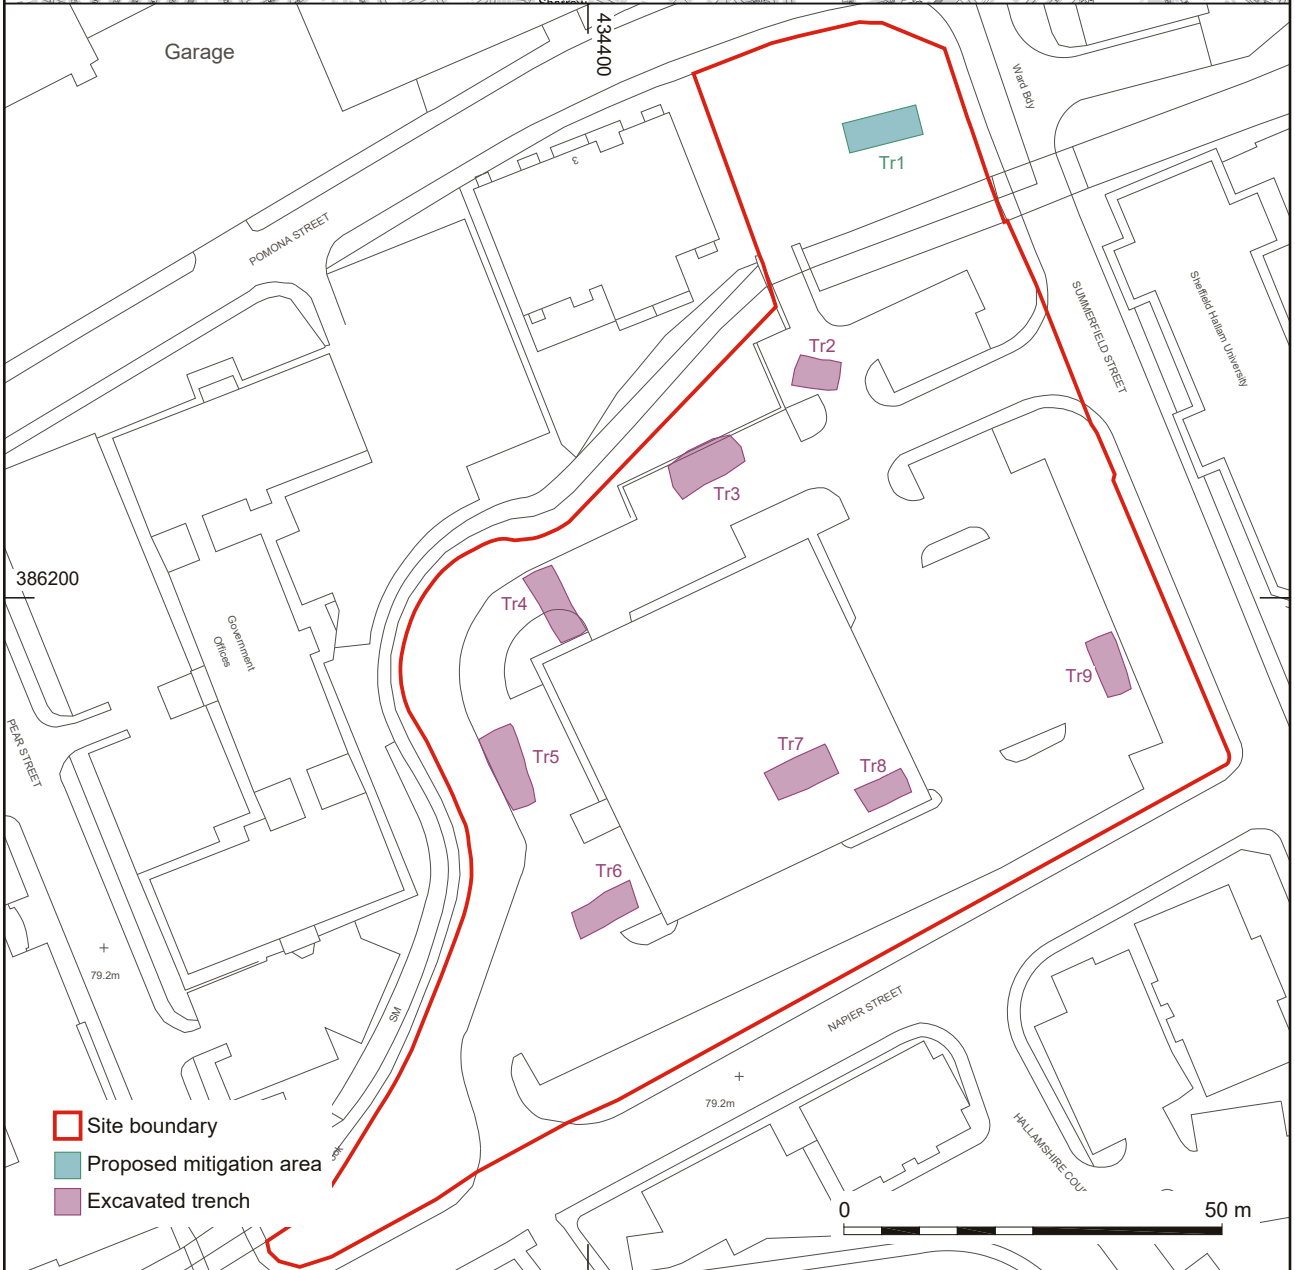 434400
Garage
Ward Bdy
3
Tr1
POMONA STREET
SUMMERFIELD STREET
Sheffield Hallam University
Tr2
Tr3
386200
Tr4
Government
Offices
Tr9
PEAR STREET
Tr5
Tr7
Tr8
Tr6
79.2m
SM
NAPIER STREET
79.2m
HALLAMSHIRE
Site boundary
Proposed mitigation area
Excavated trench
0 50 m